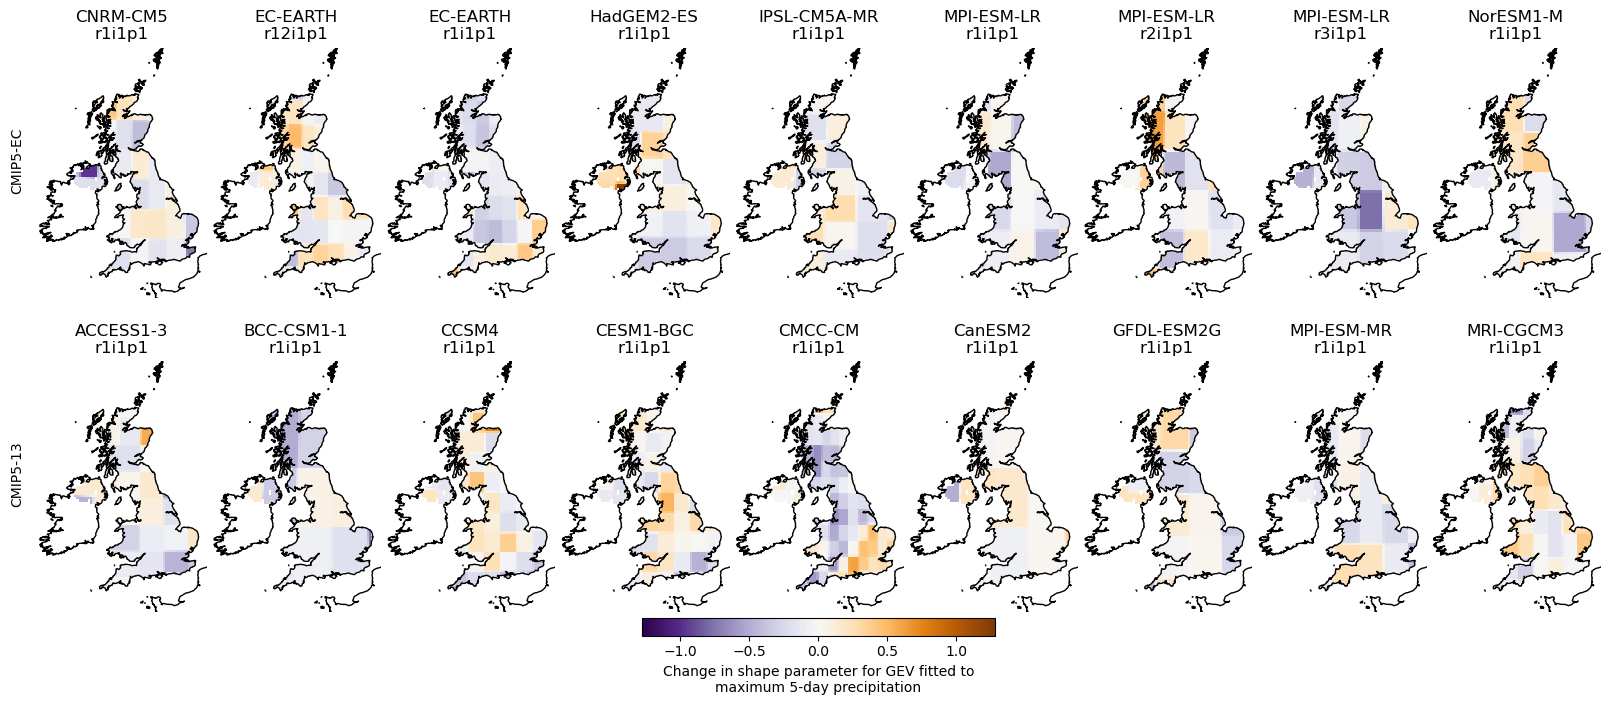 CNRM-CM5 EC-EARTH EC-EARTH HadGEM2-ES IPSL-CM5A-MR MPI-ESM-LR MPI-ESM-LR MPI-ESM-LR NorESM1-M
r1i1p1 r12i1p1 r1i1p1 r1i1p1 r1i1p1 r1i1p1 r2i1p1 r3i1p1 r1i1p1
CMIP5-EC
ACCESS1-3 BCC-CSM1-1 CCSM4 CESM1-BGC CMCC-CM CanESM2 GFDL-ESM2G MPI-ESM-MR MRI-CGCM3
r1i1p1 r1i1p1 r1i1p1 r1i1p1 r1i1p1 r1i1p1 r1i1p1 r1i1p1 r1i1p1
CMIP5-13
−1.0 −0.5 0.0 0.5 1.0
Change in shape parameter for GEV fitted to
maximum 5-day precipitation